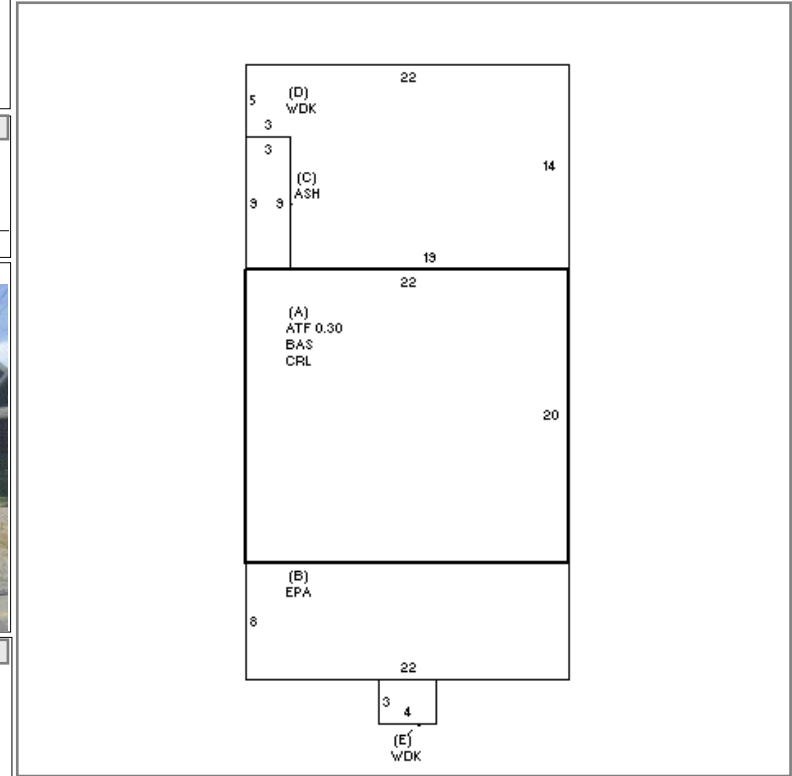 22
5
(D)
WDK
3
3
14
(C)
ASH
9 9
19
22
(A)
ATF 0.30
BAS
CRL
20
(B)
EPA
8
22
3
4
(E)
WDK